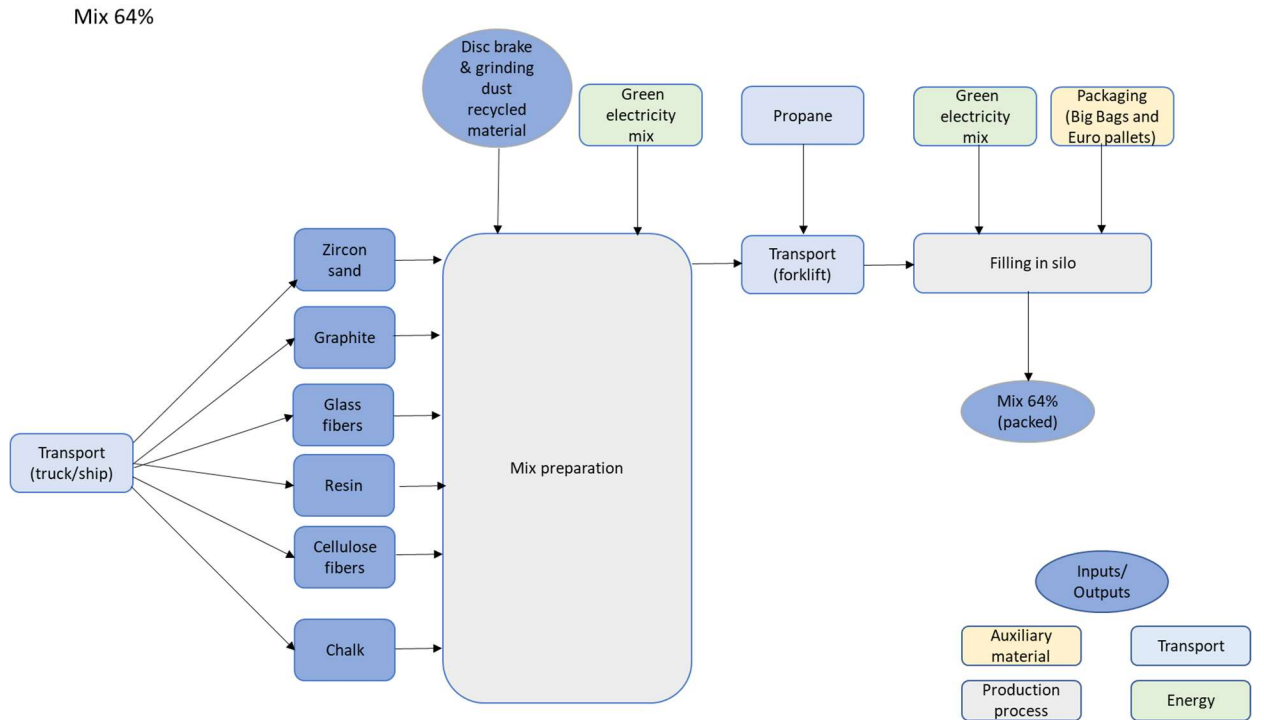 Mix 64%
Disc brake
& grinding
dust
recycled
material
Green
electricity
mix
Propane
Green
electricity
mix
Packaging
(Big Bags and
Euro pallets)
Zircon
sand
Graphite
Glass
fibers
Resin
Cellulose
fibers
Chalk
Transport
(truck/ship)
Mix preparation
Transport
(forklift)
Filling in silo
Mix 64%
(packed)
Inputs/
Outputs
Auxiliary
material
Transport
Production
process
Energy